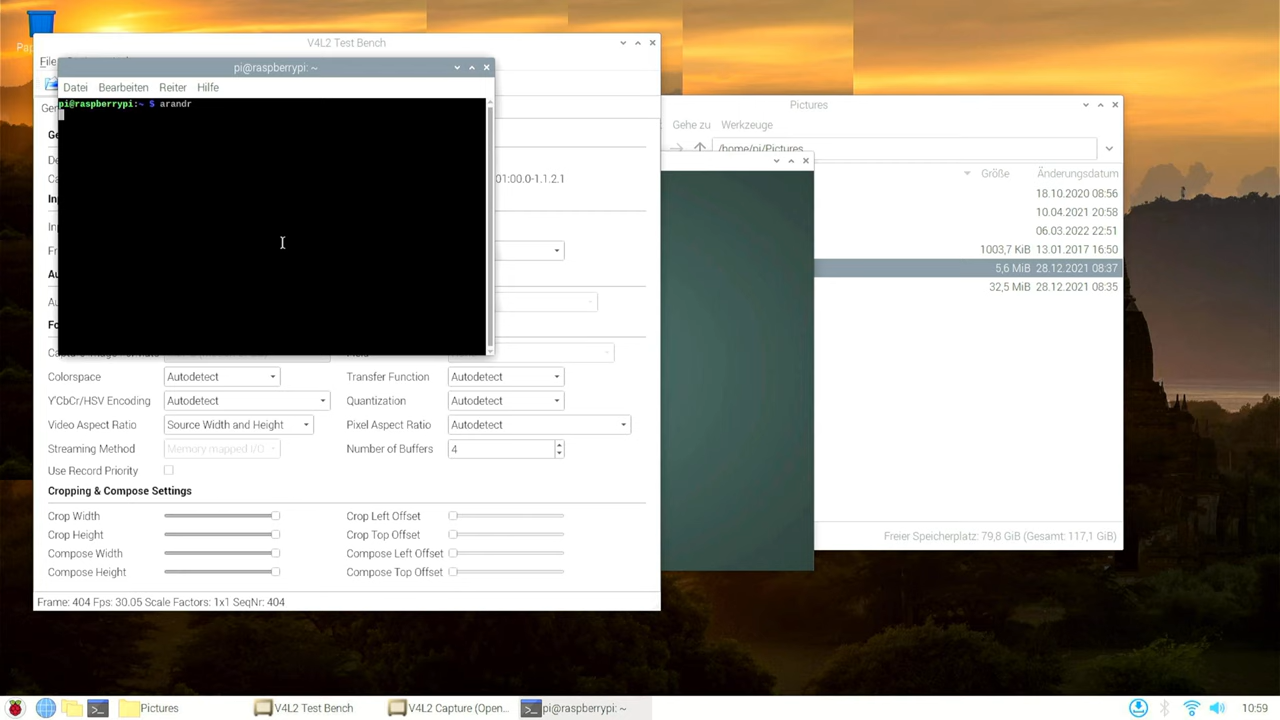 Pap
V4L2 Test Bench
File
pi@raspberrypi: ~
Datei Bearbeiten Reiter Hilfe
pi@raspberrypi:~ $ arandr
01:00.0-1.1.2.1
Pictures
Gehe zu Werkzeuge
/home/pi/Pictures
Größe Änderungsdatum
18.10.2020 08:56
10.04.2021 20:58
06.03.2022 22:51
1003,7 KiB 13.01.2017 16:50
5,6 MiB 28.12.2021 08:37
32,5 MiB 28.12.2021 08:35
Freier Speicherplatz: 79,8 GiB (Gesamt: 117,1 GiB)
Colorspace Autodetect Transfer Function Autodetect
Y'CbCr/HSV Encoding Autodetect Quantization Autodetect
Video Aspect Ratio Source Width and Height Pixel Aspect Ratio Autodetect
Streaming Method Memory mapped I/O Number of Buffers 4
Use Record Priority
Cropping & Compose Settings
Crop Width Crop Left Offset
Crop Height Crop Top Offset
Compose Width Compose Left Offset
Compose Height Compose Top Offset
Frame: 404 Fps: 30.05 Scale Factors: 1x1 SeqNr: 404
Pictures V4L2 Test Bench V4L2 Capture (Open... pi@raspberrypi: ~ 10:59